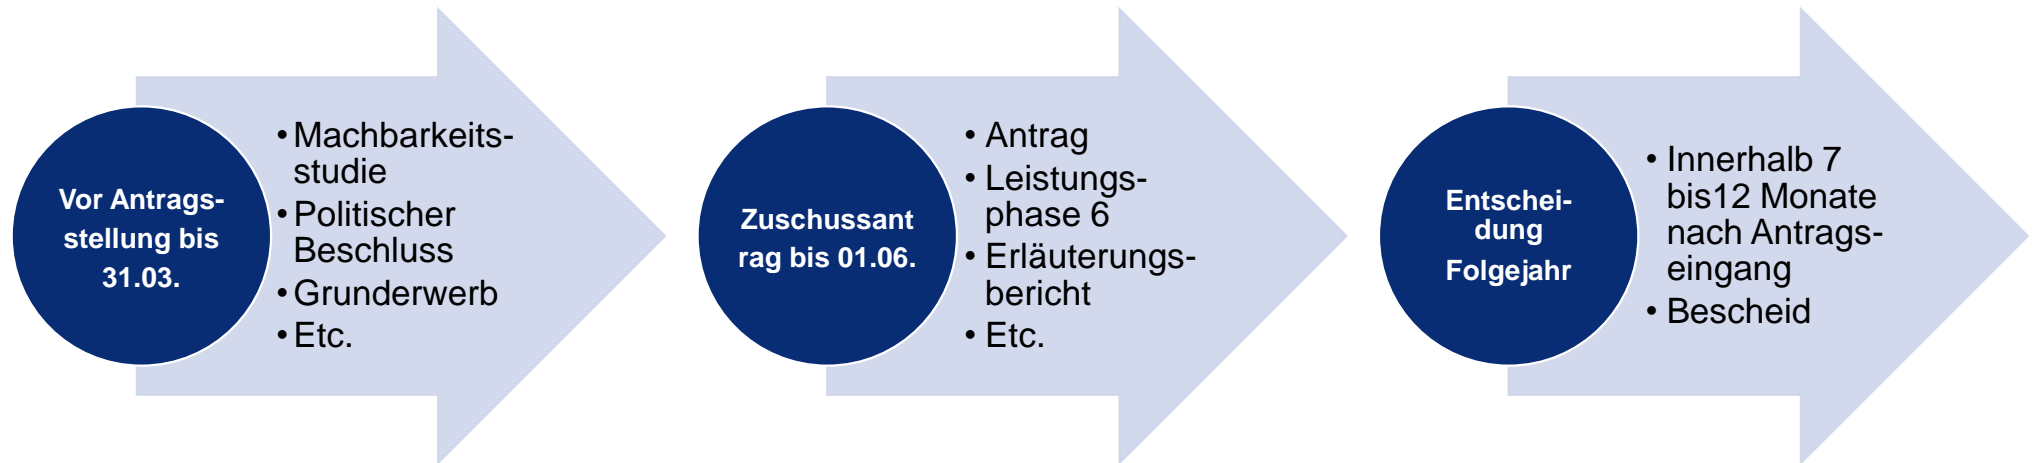 Vor Antrags-
stellung bis
31.03.
• Machbarkeits-
studie
• Politischer
Beschluss
• Grunderwerb
• Etc.
Zuschussant
rag bis 01.06.
• Antrag
• Leistungs-
phase 6
• Erläuterungs-
bericht
• Etc.
Entschei-
dung
Folgejahr
• Innerhalb 7
bis12 Monate
nach Antrags-
eingang
• Bescheid